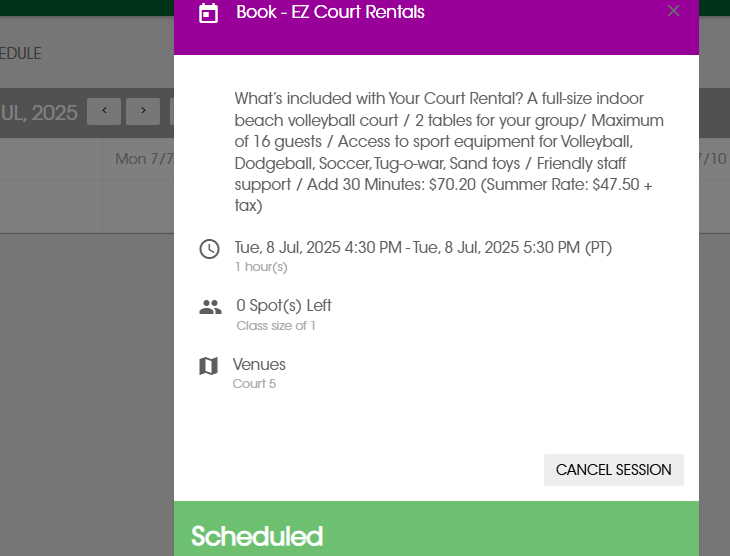 Book - EZ Court Rentals
EDULE
UL, 2025
Mon 7/7
7/10
What's included with Your Court Rental? A full-size indoor
beach volleyball court / 2 tables for your group/ Maximum
of 16 guests / Access to sport equipment for Volleyball,
Dodgeball, Soccer, Tug-o-war, Sand toys / Friendly staff
support / Add 30 Minutes: $70.20 (Summer Rate: $47.50 +
tax)
Tue, 8 Jul, 2025 4:30 PM - Tue, 8 Jul, 2025 5:30 PM (PT)
1 hour(s)
0 Spot(s) Left
Class size of 1
Venues
Court 5
CANCEL SESSION
Scheduled